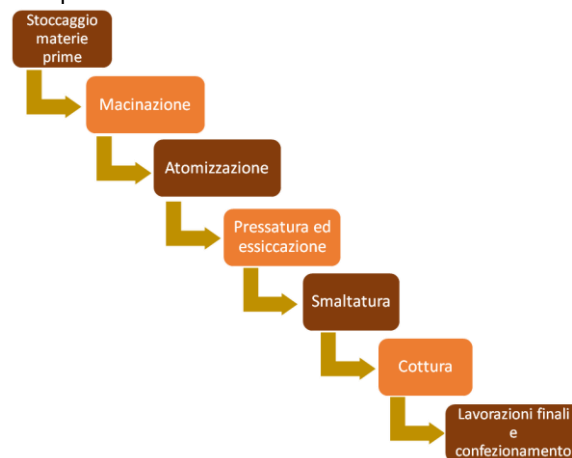 Stoccaggio
materie
prime
Macinazione
Atomizzazione
Pressatura ed
essiccazione
Smaltatura
Cottura
Lavorazioni finali
e
confezionamento